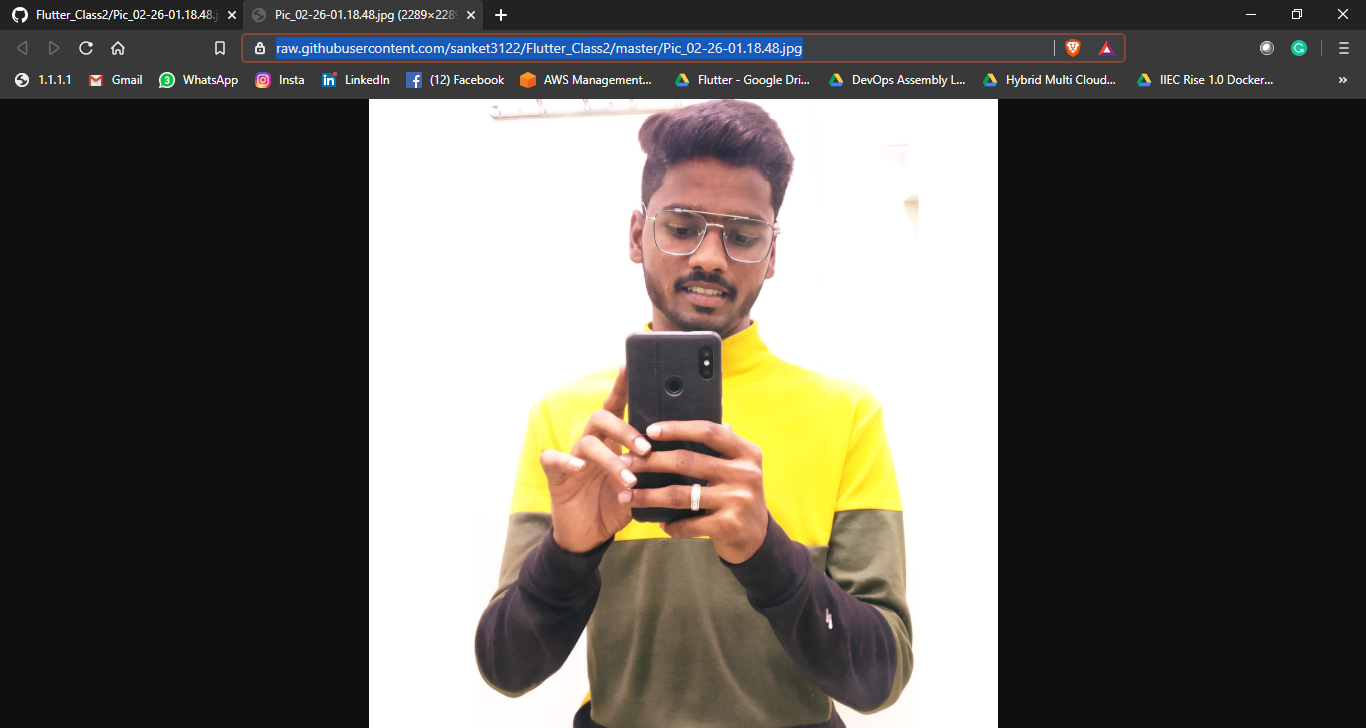 Flutter_Class2/Pic_02-26-01.18.48.j
Pic_02-26-01.18.48.jpg (2289×228
raw.githubusercontent.com/sanket3122/Flutter_Class2/master/Pic_02-26-01.18.48.jpg
1.1.1.1 Gmail 3 WhatsApp Insta LinkedIn (12) Facebook AWS Management... Flutter - Google Dri... DevOps Assembly L... Hybrid Multi Cloud... IIEC Rise 1.0 Docker... »